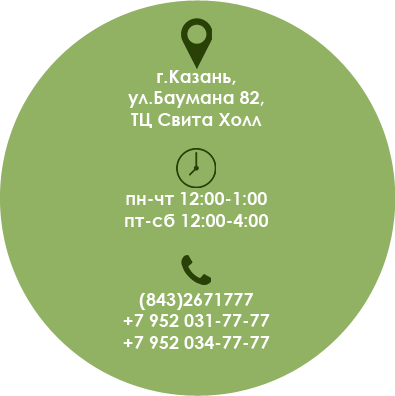 г.Казань,
ул.Баумана 82,
ТЦ Свита Холл
пн-чт 12:00-1:00
пт-сб 12:00-4:00
(843)2671777
+7 952 031-77-77
+7 952 034-77-77